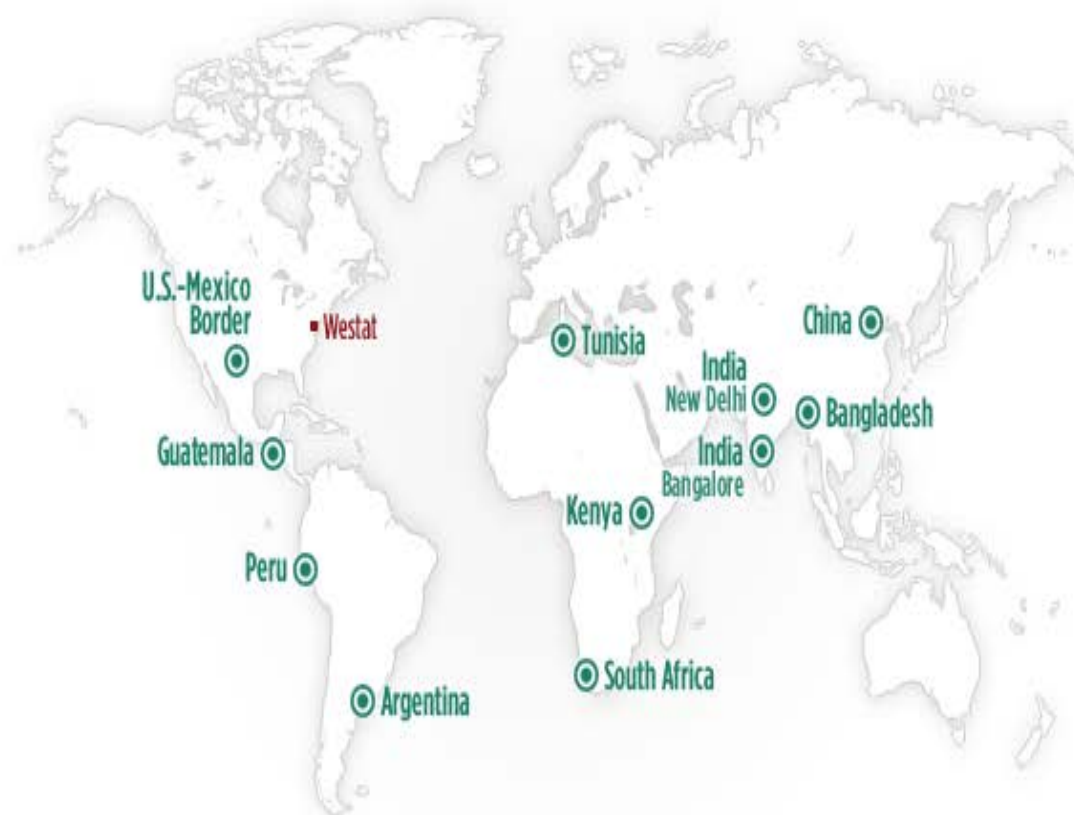 U.S.-Mexico
Border
Westat
China
Tunisia
India
New Delhi
Bangladesh
Guatemala
India
Bangalore
Kenya
Peru
South Africa
Argentina